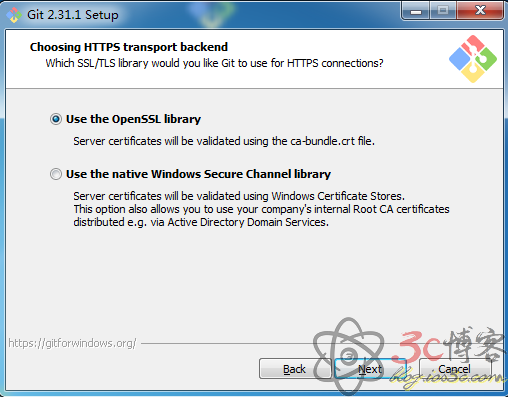 Git 2.31.1 Setup
Choosing HTTPS transport backend
Which SSL/TLS library would you like Git to use for HTTPS connections?
Use the OpenSSL library
Server certificates will be validated using the ca-bundle.crt file.
Use the native Windows Secure Channel library
Server certificates will be validated using Windows Certificate Stores.
This option also allows you to use your company's internal Root CA certificates
distributed e.g. via Active Directory Domain Services.
https://gitforwindows.org/
3c博客
Back
Next
Cancel
blog.ios3c.com